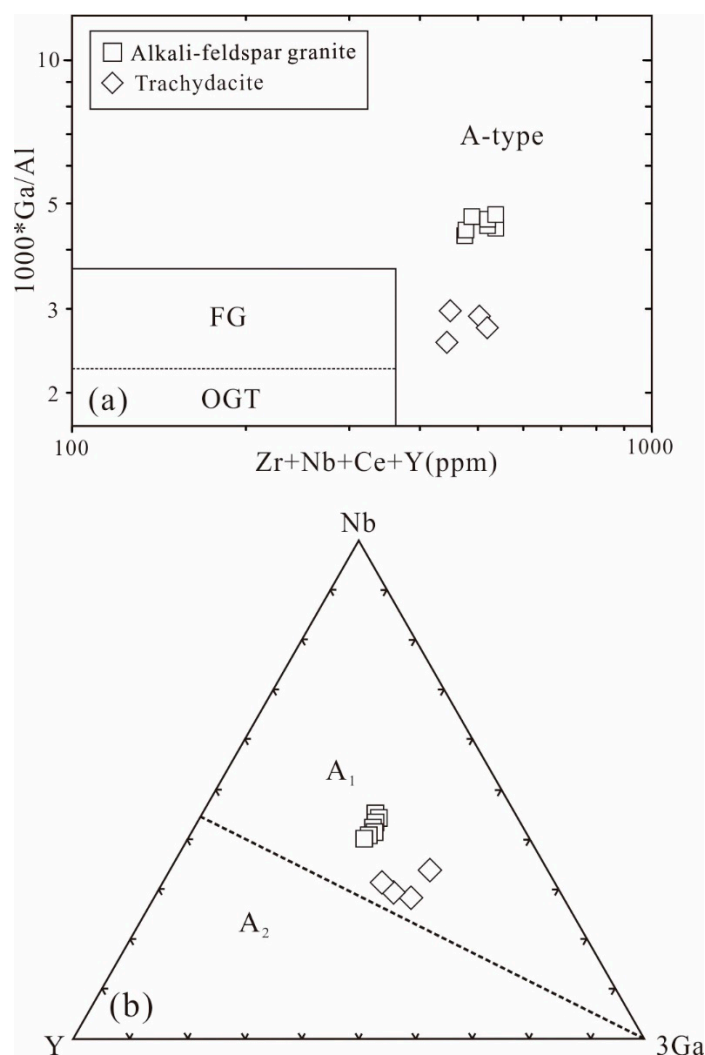 10
Alkali-feldspar granite
Trachydacite
A-type
5
1000*Ga/Al
3
FG
2
(a)
OGT
100
Zr+Nb+Ce+Y(ppm)
1000
Nb
A₁
A₂
(b)
Y
3Ga